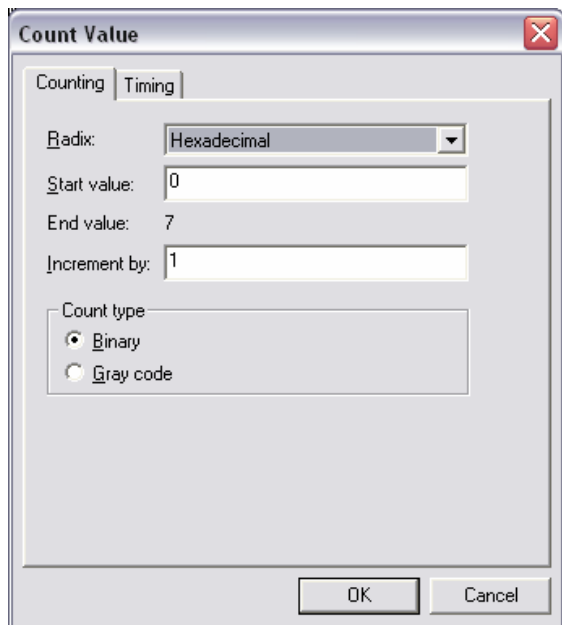 Count Value
Counting Timing
Radix: Hexadecimal
Start value: 0
End value: 7
Increment by: 1
Count type
Binary
Gray code
OK Cancel